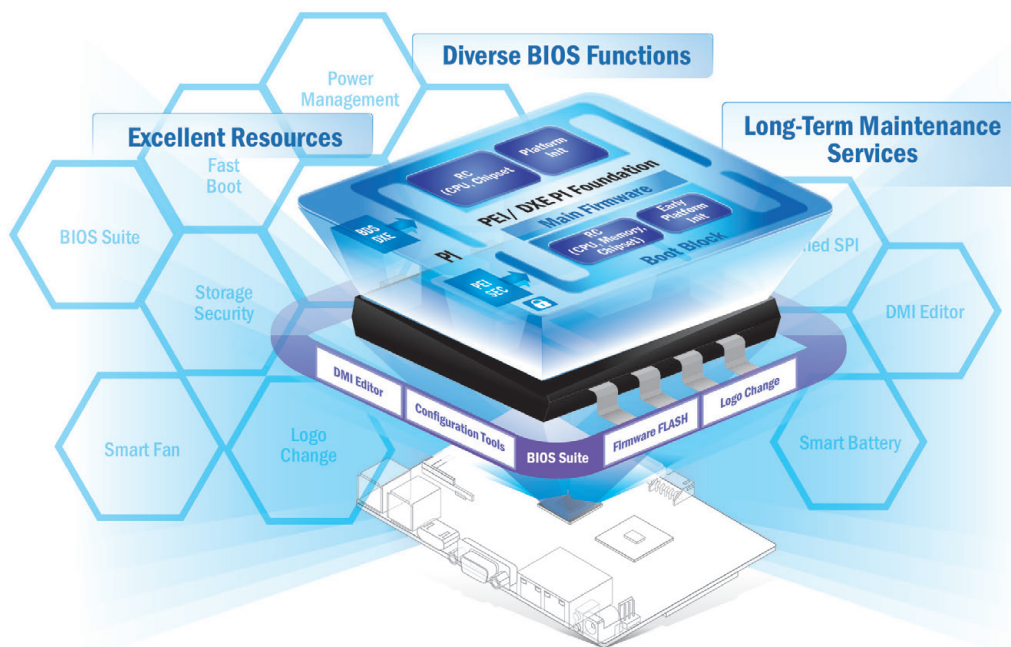 Diverse BIOS Functions
Excellent Resources
Long-Term Maintenance
Services
Power
Management
Fast
Boot
BIOS Suite
Storage
Security
Smart Fan
Logo
Change
SPI
DMI Editor
Smart Battery
RC
(CPU, Chipset
Platform
Init
PEI/ DXE PI Foundation
Main Firmware
BDS
DXE
PI
RC
(CPU, Memory,
Chipset)
Early
Platform
Init
Boot Block
PEI
SEC
DMI Editor
Configuration Tools
BIOS Suite
Firmware FLASH
Logo Change